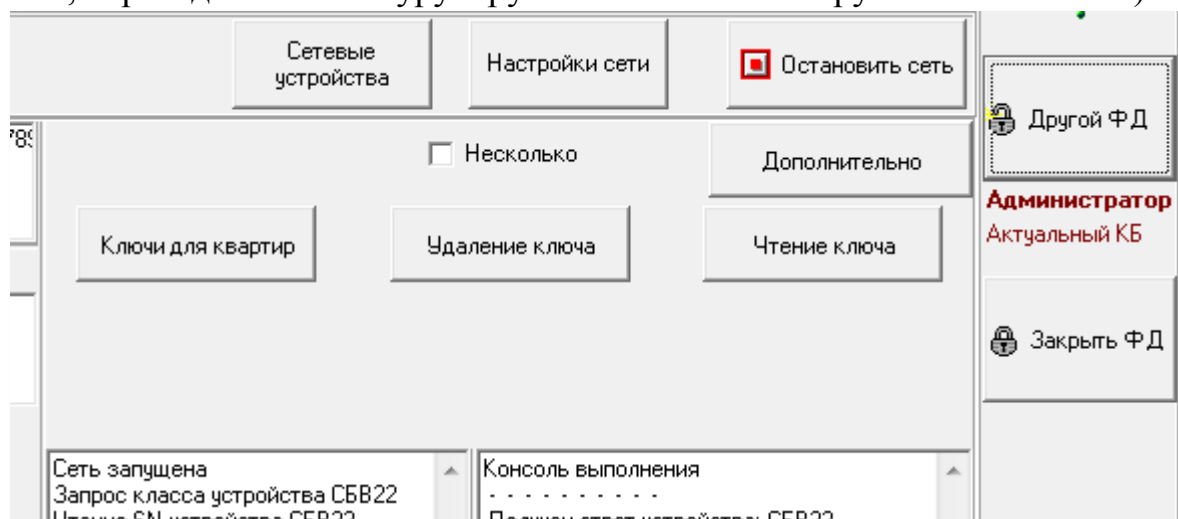 Сетевые
устройства
Настройки сети
Остановить сеть
Другой ФД
Несколько
Дополнительно
Администратор
Актуальный КБ
Ключи для квартир
Удаление ключа
Чтение ключа
Закрыть ФД
Сеть запущена
Запрос класса устройства СБВ22
Консоль выполнения
- - - - - - - - - -